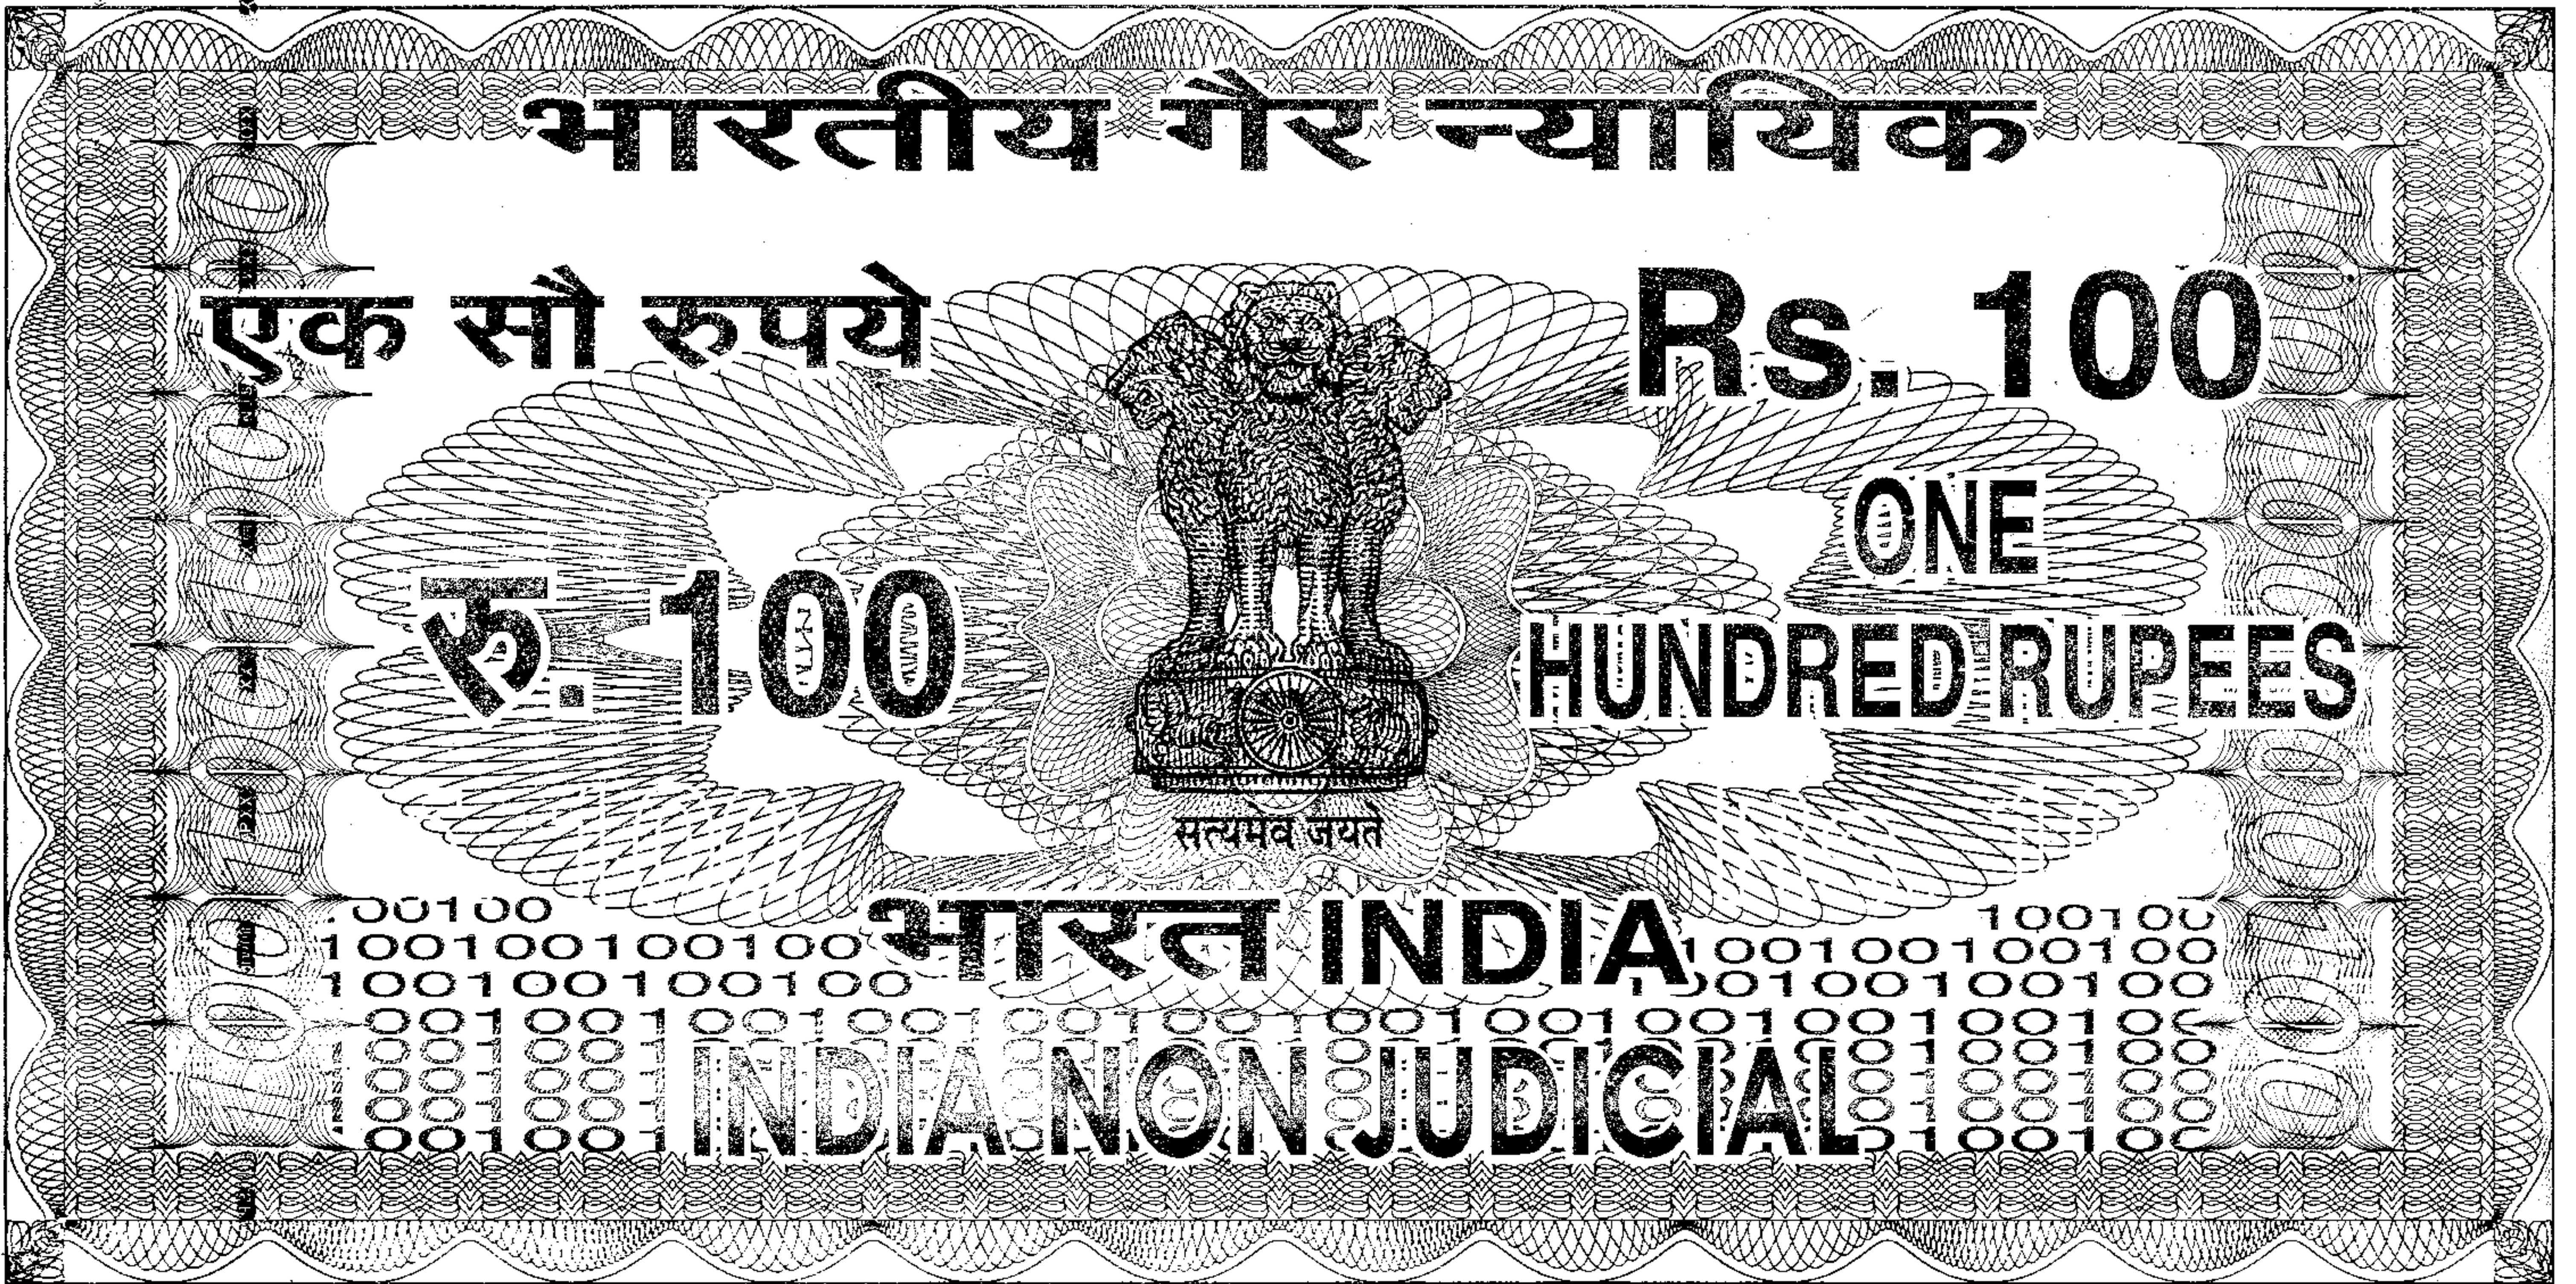 भारतीय गैर न्यायिक
एक सौ रुपये
Rs. 100
रु. 100
ONE
HUNDRED RUPEES
सत्यमेव जयते
भारत INDIA
INDIA NON JUDICIAL